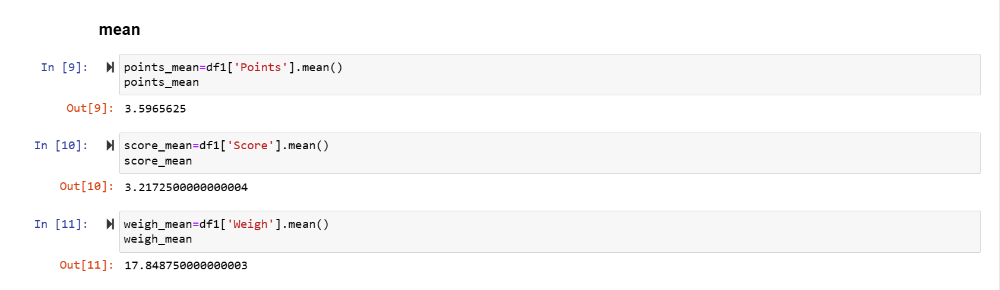 mean
In [9]: points_mean=df1['Points'].mean()
points_mean
Out[9]: 3.5965625
In [10]: score_mean=df1['Score'].mean()
score_mean
Out[10]: 3.2172500000000004
In [11]: weigh_mean=df1['Weigh'].mean()
weigh_mean
Out[11]: 17.848750000000003